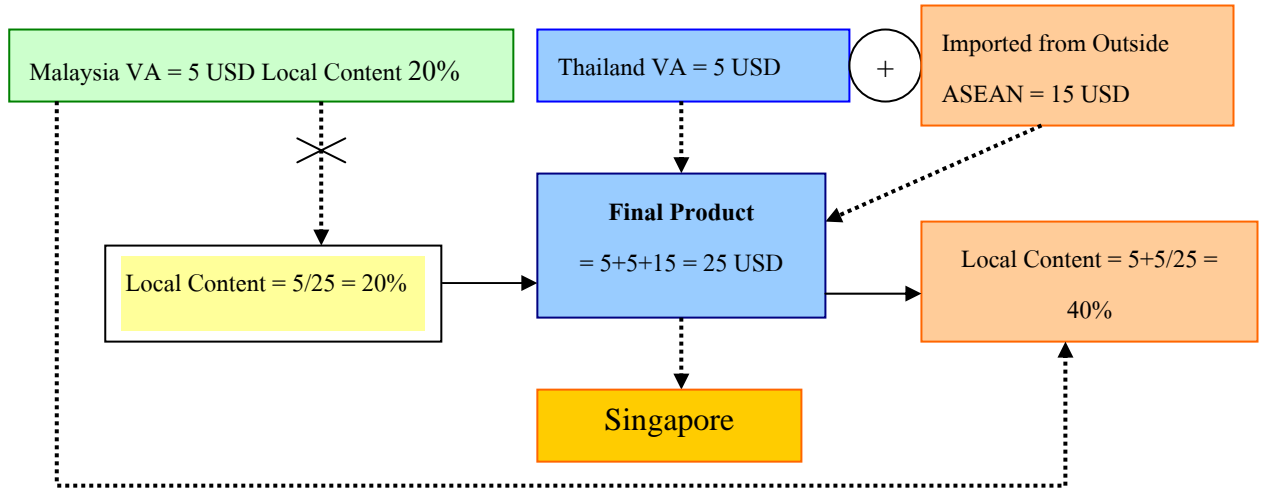 Malaysia VA = 5 USD Local Content 20%
Thailand VA = 5 USD
+
Imported from Outside
ASEAN = 15 USD
Final Product
= 5+5+15 = 25 USD
Local Content = 5/25 = 20%
Local Content = 5+5/25 =
40%
Singapore